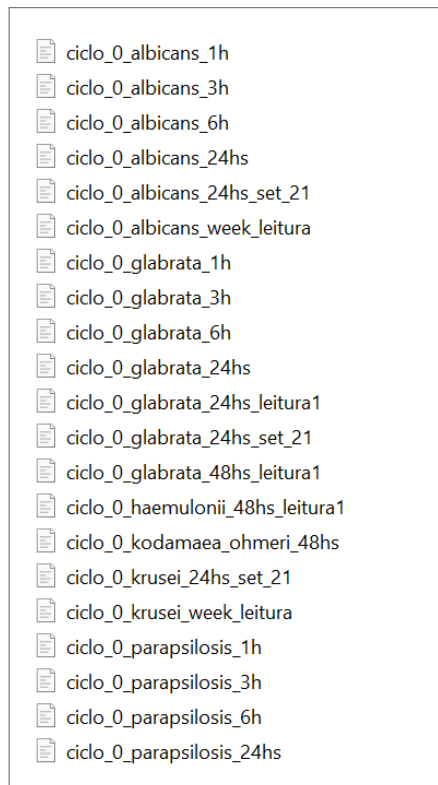 ciclo_0_albicans_1h
ciclo_0_albicans_3h
ciclo_0_albicans_6h
ciclo_0_albicans_24hs
ciclo_0_albicans_24hs_set_21
ciclo_0_albicans_week_leitura
ciclo_0_glabrata_1h
ciclo_0_glabrata_3h
ciclo_0_glabrata_6h
ciclo_0_glabrata_24hs
ciclo_0_glabrata_24hs_leitura1
ciclo_0_glabrata_24hs_set_21
ciclo_0_glabrata_48hs_leitura1
ciclo_0_haemulonii_48hs_leitura1
ciclo_0_kodamaea_ohmeri_48hs
ciclo_0_krusei_24hs_set_21
ciclo_0_krusei_week_leitura
ciclo_0_parapsilosis_1h
ciclo_0_parapsilosis_3h
ciclo_0_parapsilosis_6h
ciclo_0_parapsilosis_24hs